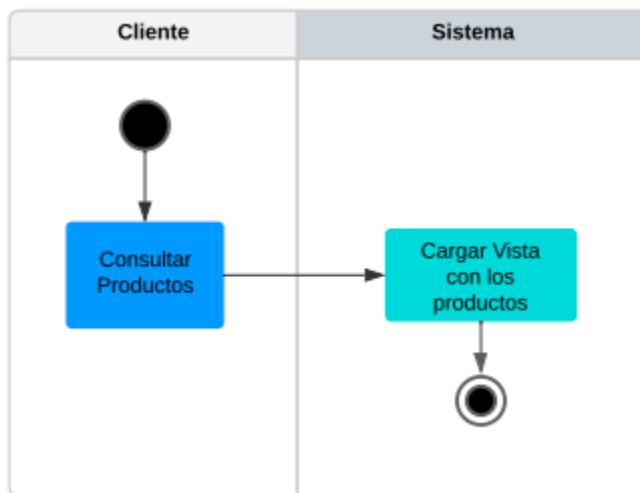 Cliente
Sistema
Consultar
Productos
Cargar Vista
con los
productos